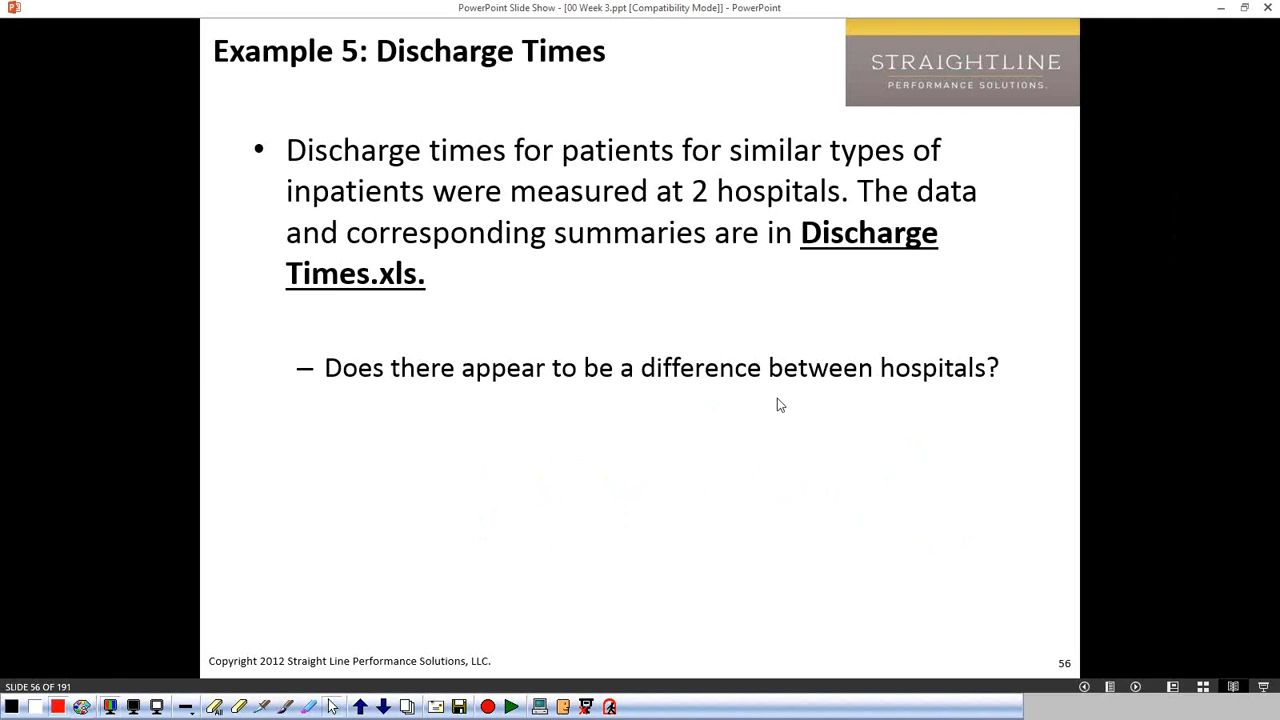 PowerPoint Slide Show - [00 Week 3.ppt [Compatibility Mode]] - PowerPoint
Example 5: Discharge Times
STRAIGHTLINE
PERFORMANCE SOLUTIONS.
• Discharge times for patients for similar types of
inpatients were measured at 2 hospitals. The data
and corresponding summaries are in Discharge
Times.xls.
– Does there appear to be a difference between hospitals?
Copyright 2012 Straight Line Performance Solutions, LLC.
56
SLIDE 56 OF 191